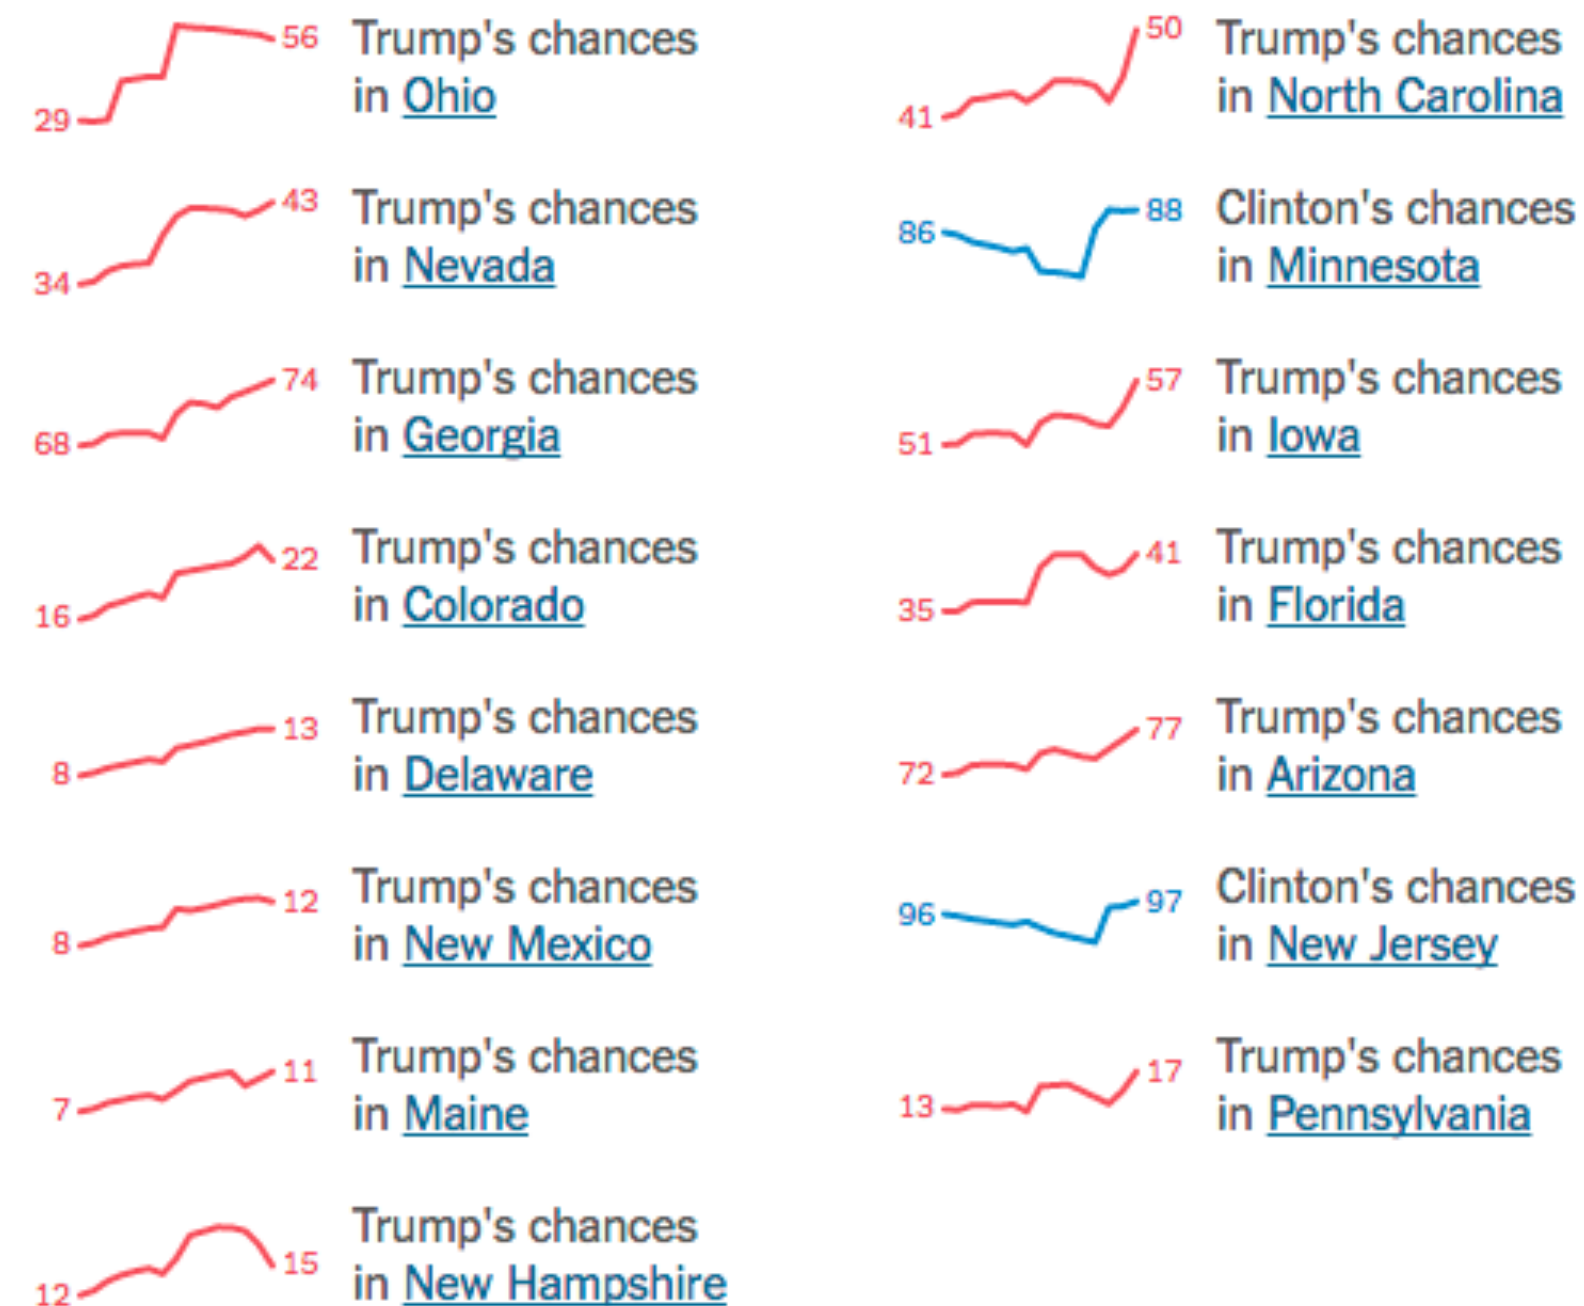 29 56 Trump's chances
in Ohio
41 50 Trump's chances
in North Carolina
34 43 Trump's chances
in Nevada
86 88 Clinton's chances
in Minnesota
68 74 Trump's chances
in Georgia
51 57 Trump's chances
in Iowa
16 22 Trump's chances
in Colorado
35 41 Trump's chances
in Florida
8 13 Trump's chances
in Delaware
72 77 Trump's chances
in Arizona
8 12 Trump's chances
in New Mexico
96 97 Clinton's chances
in New Jersey
7 11 Trump's chances
in Maine
13 17 Trump's chances
in Pennsylvania
12 15 Trump's chances
in New Hampshire